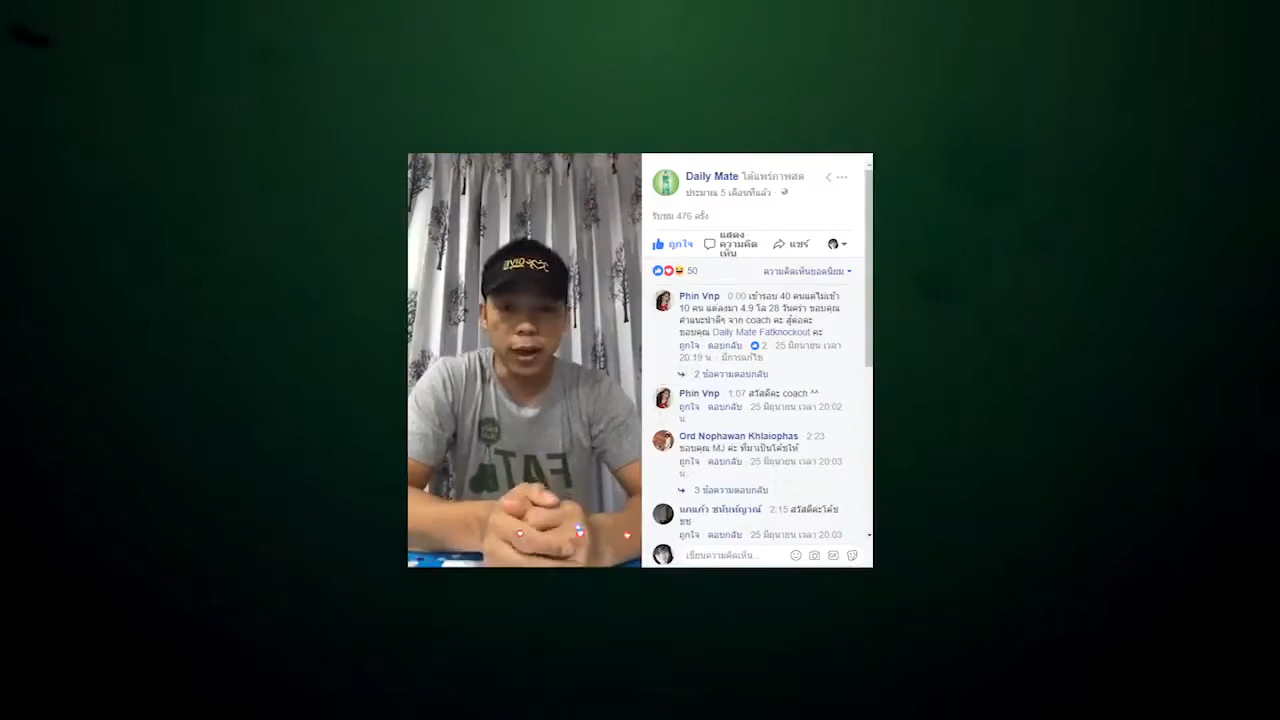 Daily Mate ได้แพร่ภาพสด
ประมาณ 5 เดือนที่แล้ว ·
รับชม 476 ครั้ง
ถูกใจ
แสดงความคิดเห็น
แชร์
50
ความคิดเห็นยอดนิยม
Phin Vnp 0:00 เข้ารอบ 40 คนแต่ไม่เข้า
10 คน แต่ลงมา 4.9 โล 28 วันคร่า ขอบคุณ
คำแนะนำดีๆ จาก coach คะ สู้ต่อคะ
ขอบคุณ Daily Mate Fatknockout คะ
ถูกใจ · ตอบกลับ · 2 · 25 มิถุนายน เวลา
20:19 น. · มีการแก้ไข
2 ข้อความตอบกลับ
Phin Vnp 1:07 สวัสดีคะ coach ^^
ถูกใจ · ตอบกลับ · 25 มิถุนายน เวลา 20:02
น.
Ord Nophawan Khlaiophas · 2:23
ขอบคุณ MJ ค่ะ ที่มาเป็นโค้ชให้
ถูกใจ · ตอบกลับ · 25 มิถุนายน เวลา 20:03
น.
3 ข้อความตอบกลับ
นกแก้ว ชนันท์ญาณ์ 2:15 สวัสดีค่ะโค้ช
ชช
ถูกใจ · ตอบกลับ · 25 มิถุนายน เวลา 20:03
เขียนความคิดเห็น...
FAT